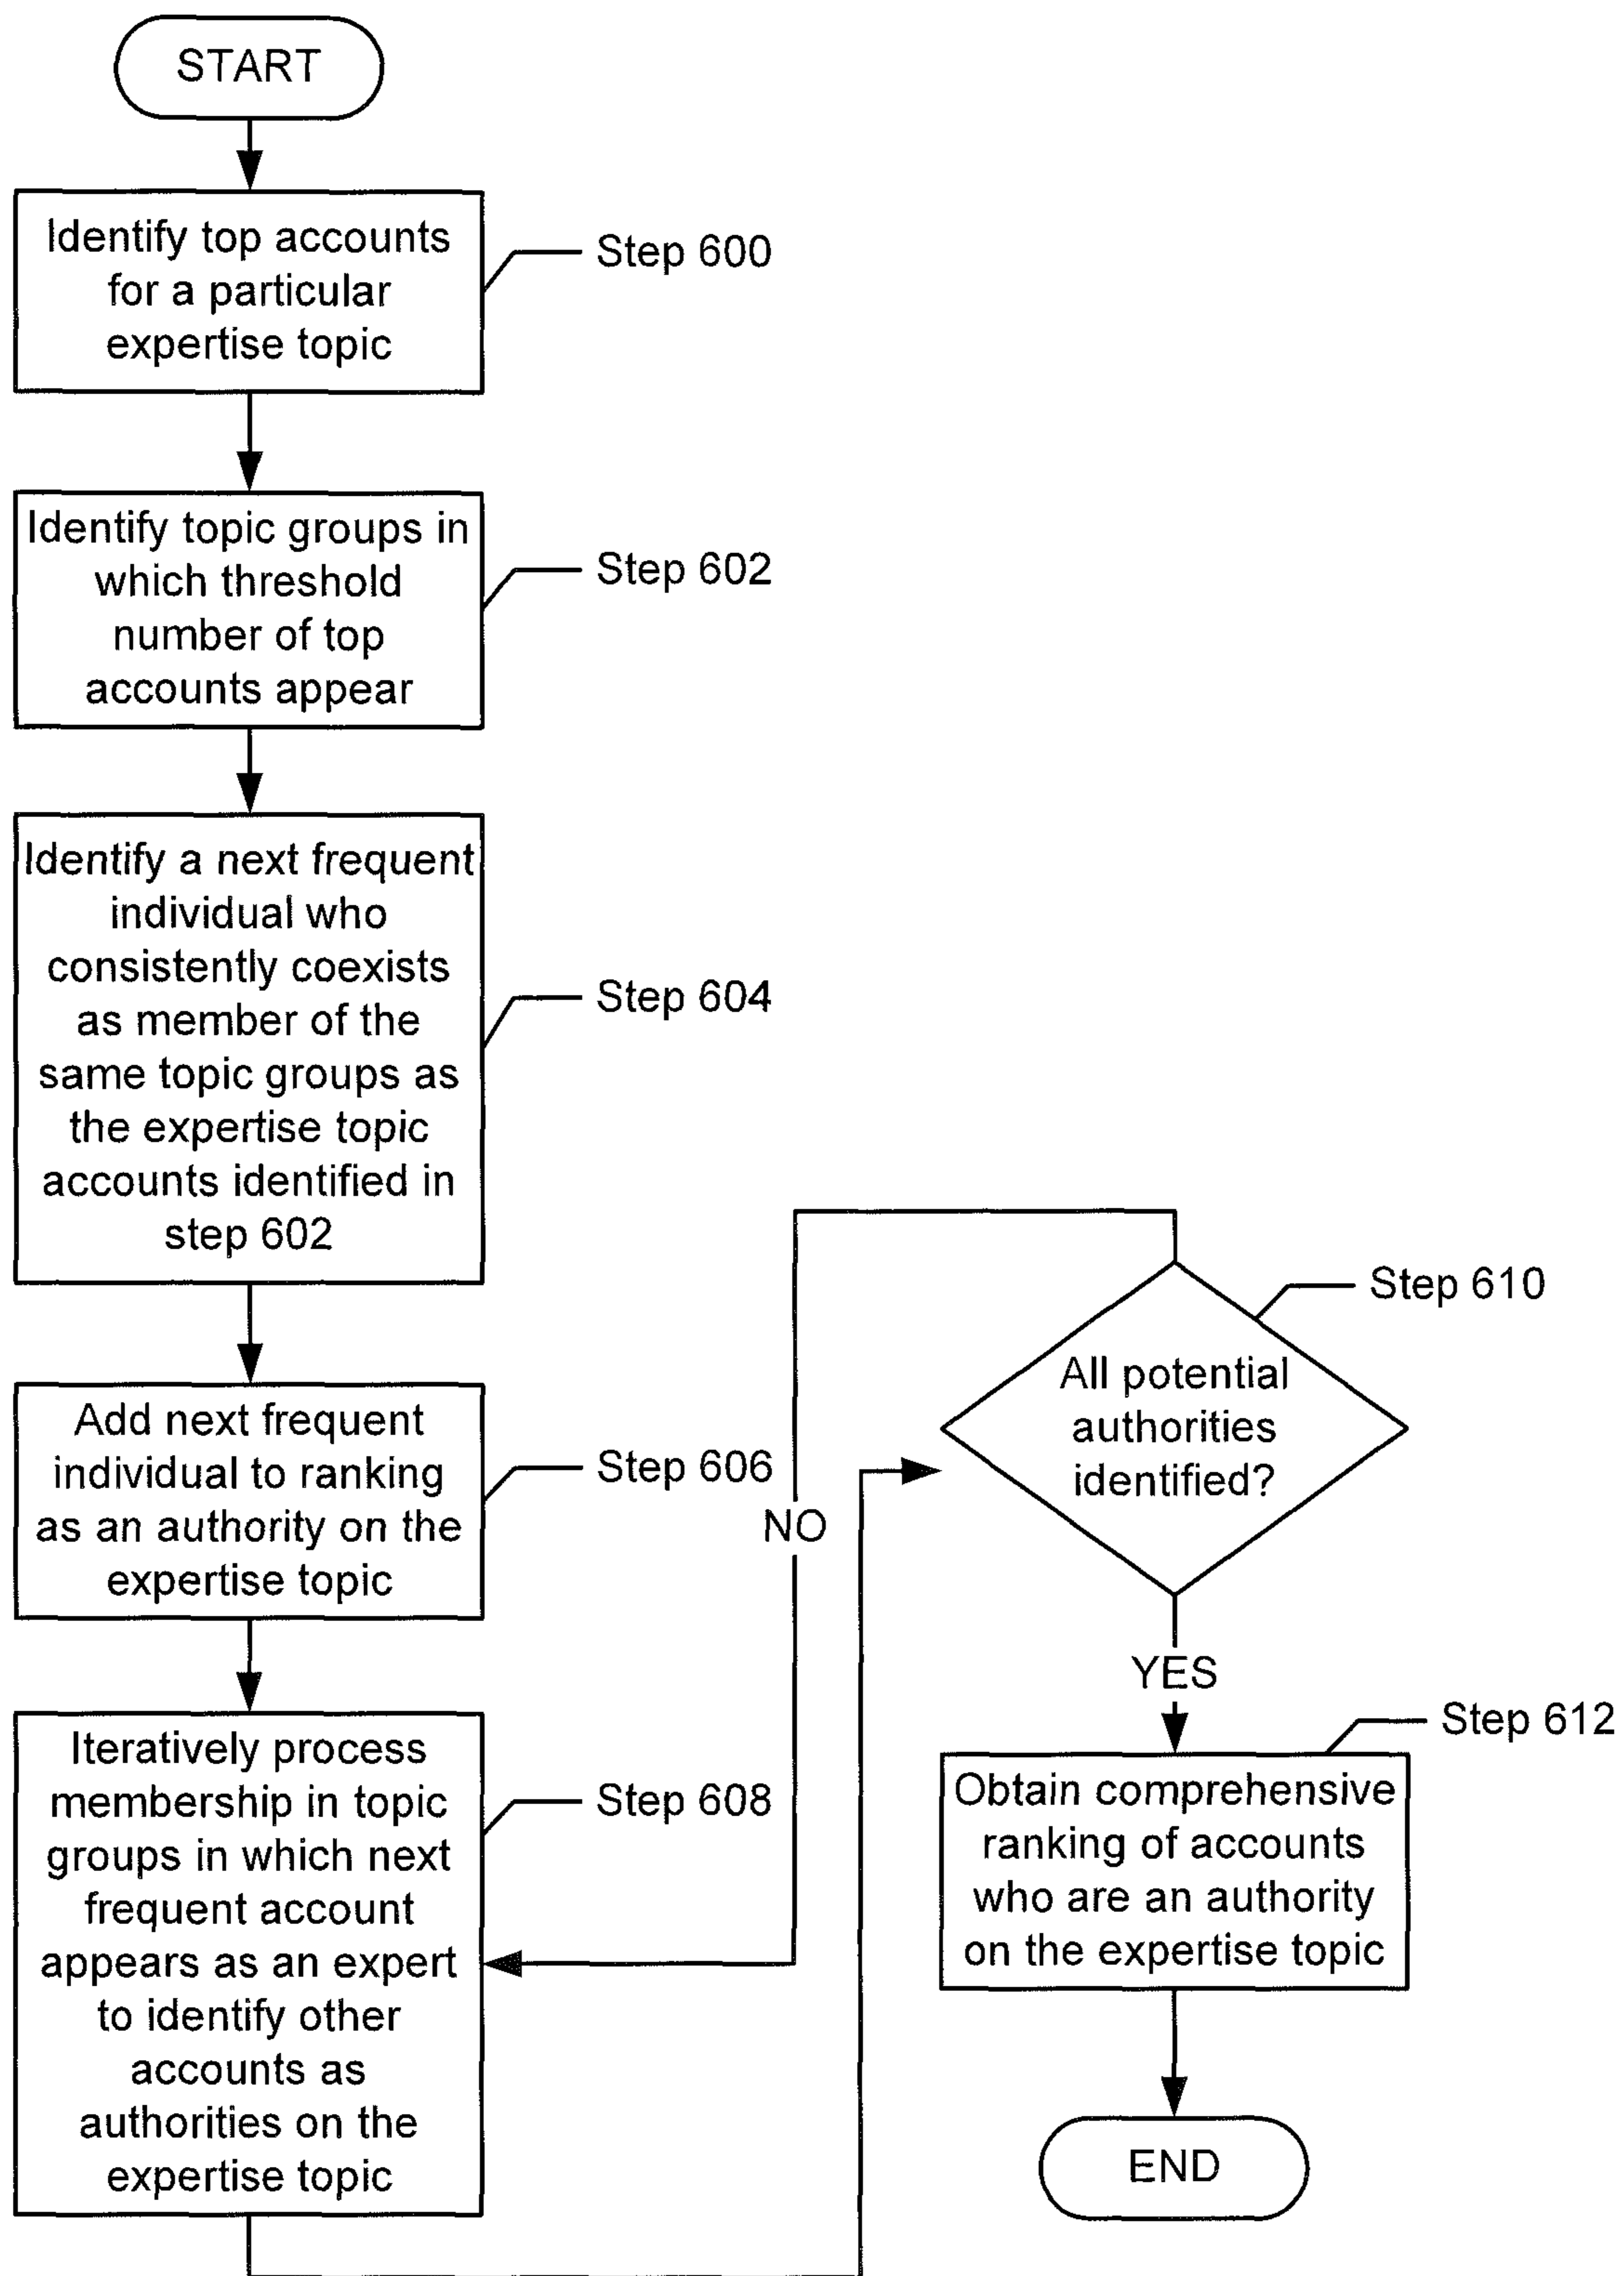 START
Identify top accounts
for a particular
expertise topic
Step 600
Identify topic groups in
which threshold
number of top
accounts appear
Step 602
Identify a next frequent
individual who
consistently coexists
as member of the
same topic groups as
the expertise topic
accounts identified in
step 602
Step 604
Add next frequent
individual to ranking
as an authority on the
expertise topic
Step 606
Iteratively process
membership in topic
groups in which next
frequent account
appears as an expert
to identify other
accounts as
authorities on the
expertise topic
Step 608
NO
All potential
authorities
identified?
Step 610
YES
Obtain comprehensive
ranking of accounts
who are an authority
on the expertise topic
Step 612
END